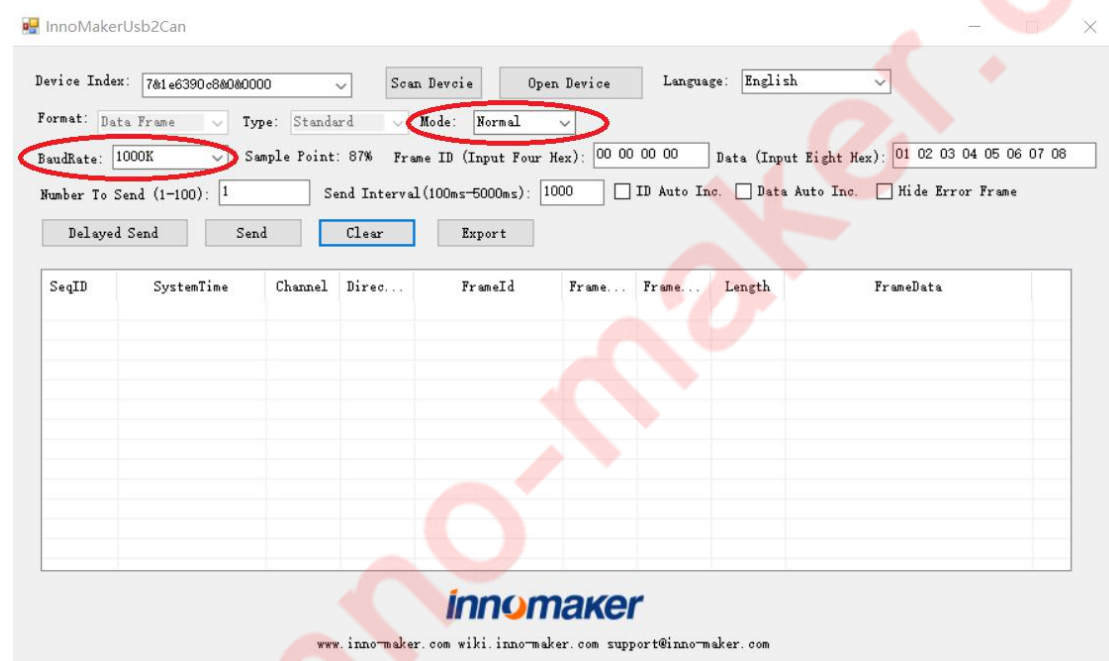 InnoMakerUsb2Can
Device Index: 7&1e6390c8&0&0000 Scan Devcie Open Device Language: English
Format: Data Frame Type: Standard Mode: Normal
BaudRate: 1000K Sample Point: 87% Frame ID (Input Four Hex): 00 00 00 00 Data (Input Eight Hex): 01 02 03 04 05 06 07 08
Number To Send (1-100): 1 Send Interval(100ms-5000ms): 1000 ID Auto Inc. Data Auto Inc. Hide Error Frame
Delayed Send Send Clear Export
SeqID SystemTime Channel Direc... FrameId Frame... Frame... Length FrameData
innomaker
www.inno-maker.com wiki.inno-maker.com support@inno-maker.com